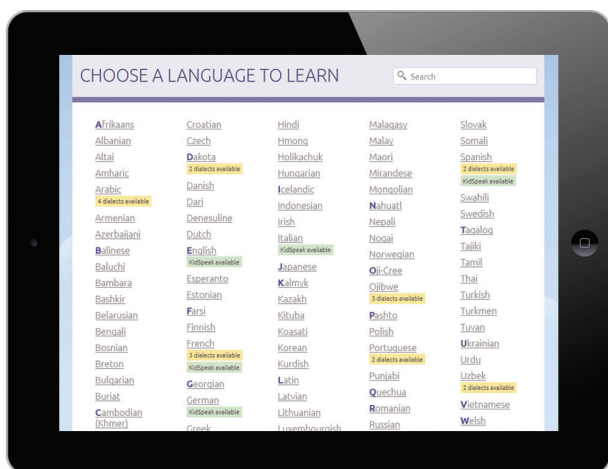 CHOOSE A LANGUAGE TO LEARN
Search
Afrikaans
Albanian
Altai
Amharic
Arabic
4 dialects available
Armenian
Azerbaijani
Balinese
Baluchi
Bambara
Bashkir
Belarusian
Bengali
Bosnian
Breton
Bulgarian
Buriat
Cambodian
(Khmer)
Croatian
Czech
Dakota
2 dialects available
Danish
Dari
Denesuline
Dutch
English
KidSpeak available
Esperanto
Estonian
Farsi
Finnish
French
3 dialects available
KidSpeak available
Georgian
German
KidSpeak available
Greek
Hindi
Hmong
Holikachuk
Hungarian
Icelandic
Indonesian
Irish
Italian
KidSpeak available
Japanese
Kalmyk
Kazakh
Kituba
Koasati
Korean
Kurdish
Latin
Latvian
Lithuanian
Luxembourgish
Malagasy
Malay
Maori
Mirandese
Mongolian
Nahuatl
Nepali
Nogai
Norwegian
Oji-Cree
Ojibwe
3 dialects available
Pashto
Polish
Portuguese
2 dialects available
Punjabi
Quechua
Romanian
Russian
Slovak
Somali
Spanish
2 dialects available
KidSpeak available
Swahili
Swedish
Tagalog
Tajiki
Tamil
Thai
Turkish
Turkmen
Tuvan
Ukrainian
Urdu
Uzbek
2 dialects available
Vietnamese
Welsh